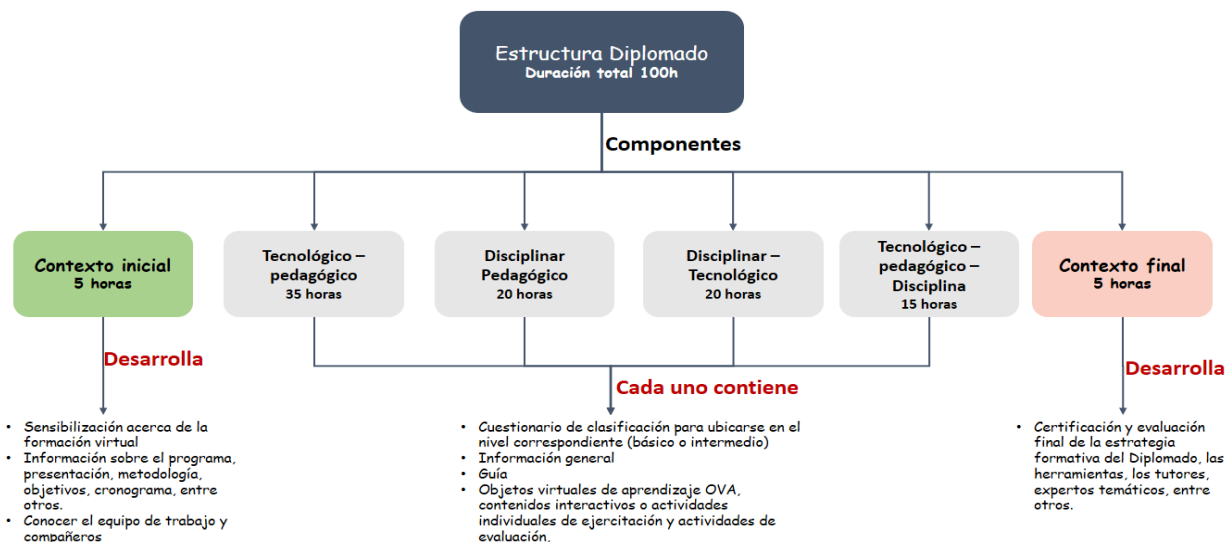 Estructura Diplomado
Duración total 100h
Componentes
Contexto inicial
5 horas
Tecnológico –
pedagógico
35 horas
Disciplinar
Pedagógico
20 horas
Disciplinar –
Tecnológico
20 horas
Tecnológico –
pedagógico –
Disciplina
15 horas
Contexto final
5 horas
Desarrolla
Cada uno contiene
Desarrolla
• Sensibilización acerca de la
formación virtual
• Información sobre el programa,
presentación, metodología,
objetivos, cronograma, entre
otros.
• Conocer el equipo de trabajo y
compañeros
• Cuestionario de clasificación para ubicarse en el
nivel correspondiente (básico o intermedio)
• Información general
• Guía
• Objetos virtuales de aprendizaje OVA,
contenidos interactivos o actividades
individuales de ejercitación y actividades de
evaluación,
• Certificación y evaluación
final de la estrategia
formativa del Diplomado, las
herramientas, los tutores,
expertos temáticos, entre
otros.